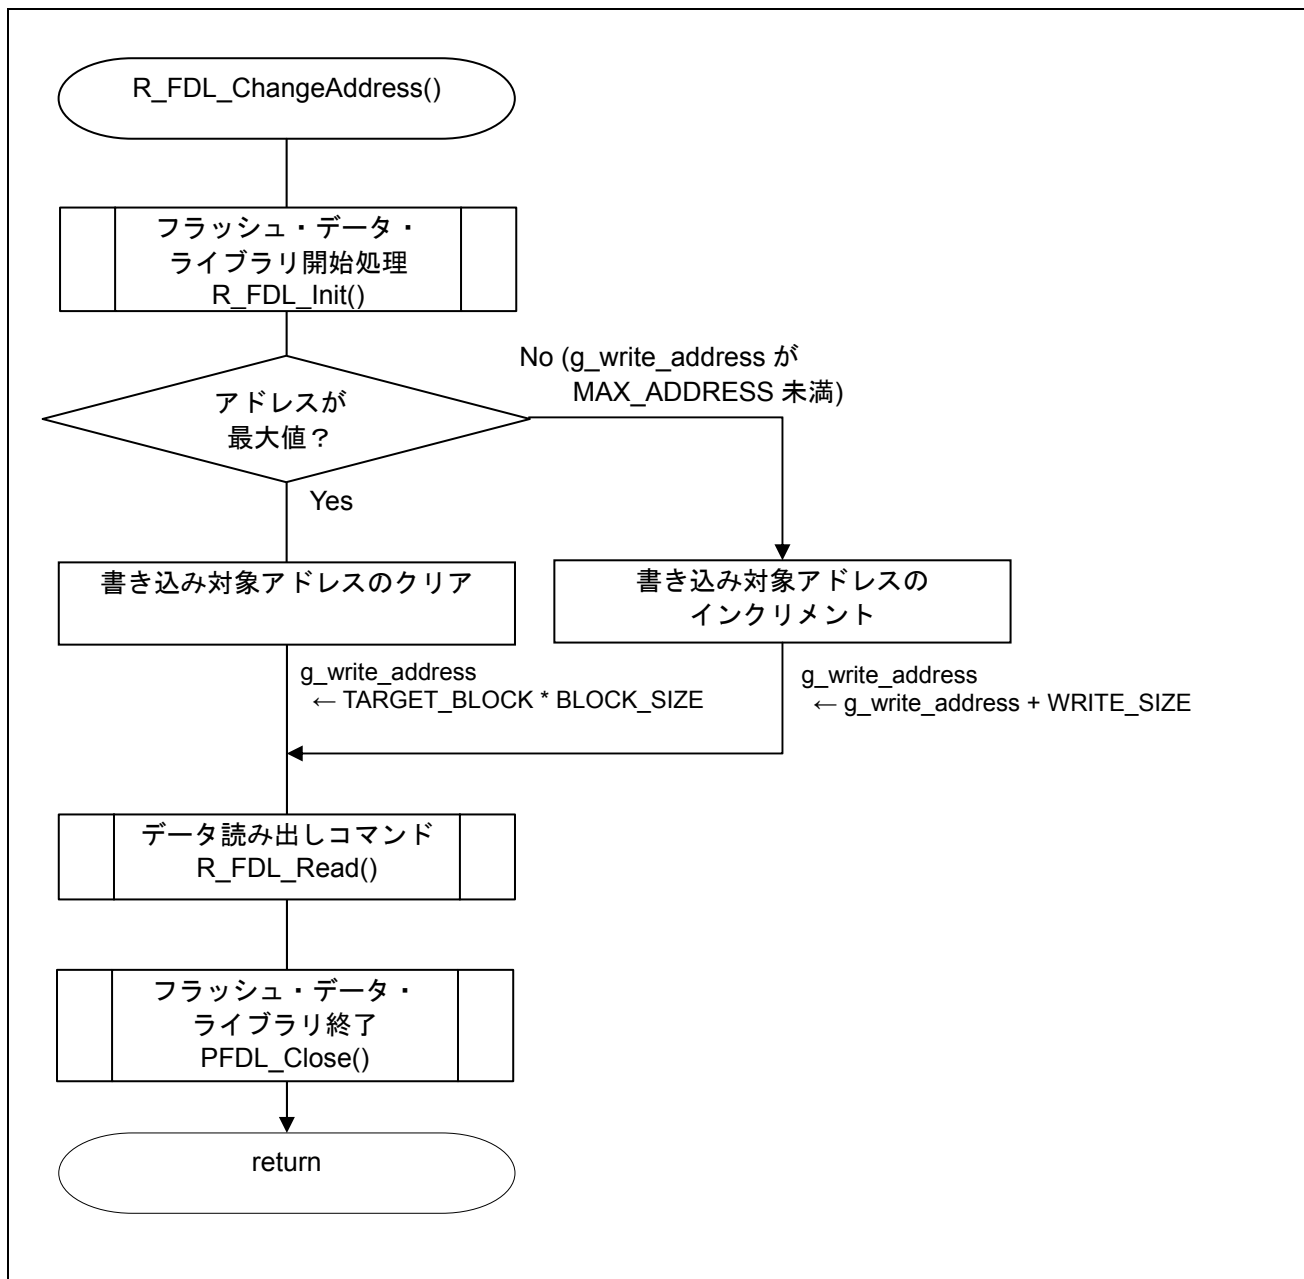 R_FDL_ChangeAddress()
フラッシュ・データ・
ライブラリ開始処理
R_FDL_Init()
No (g_write_address が
MAX_ADDRESS 未満)
アドレスが
最大値？
Yes
書き込み対象アドレスのクリア
書き込み対象アドレスの
インクリメント
g_write_address
← TARGET_BLOCK * BLOCK_SIZE
g_write_address
← g_write_address + WRITE_SIZE
データ読み出しコマンド
R_FDL_Read()
フラッシュ・データ・
ライブラリ終了
PFDL_Close()
return